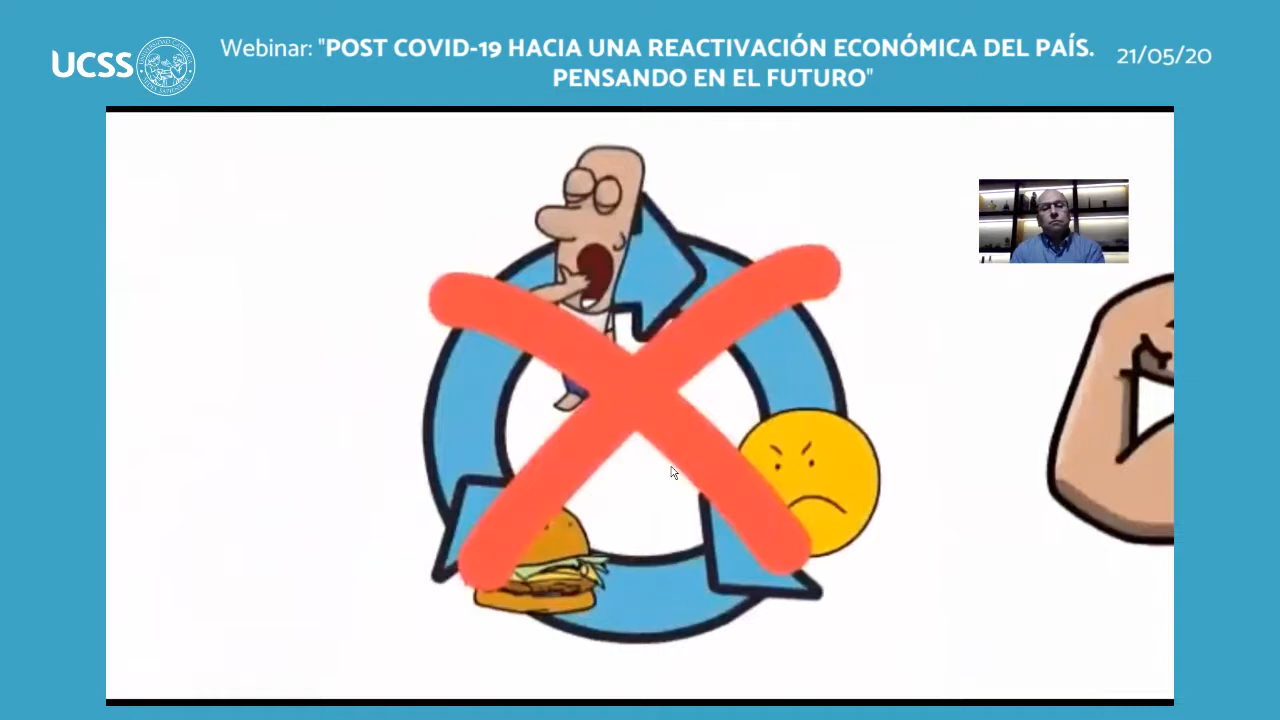 UCSS
Webinar: "POST COVID-19 HACIA UNA REACTIVACIÓN ECONÓMICA DEL PAÍS.
PENSANDO EN EL FUTURO"
21/05/20